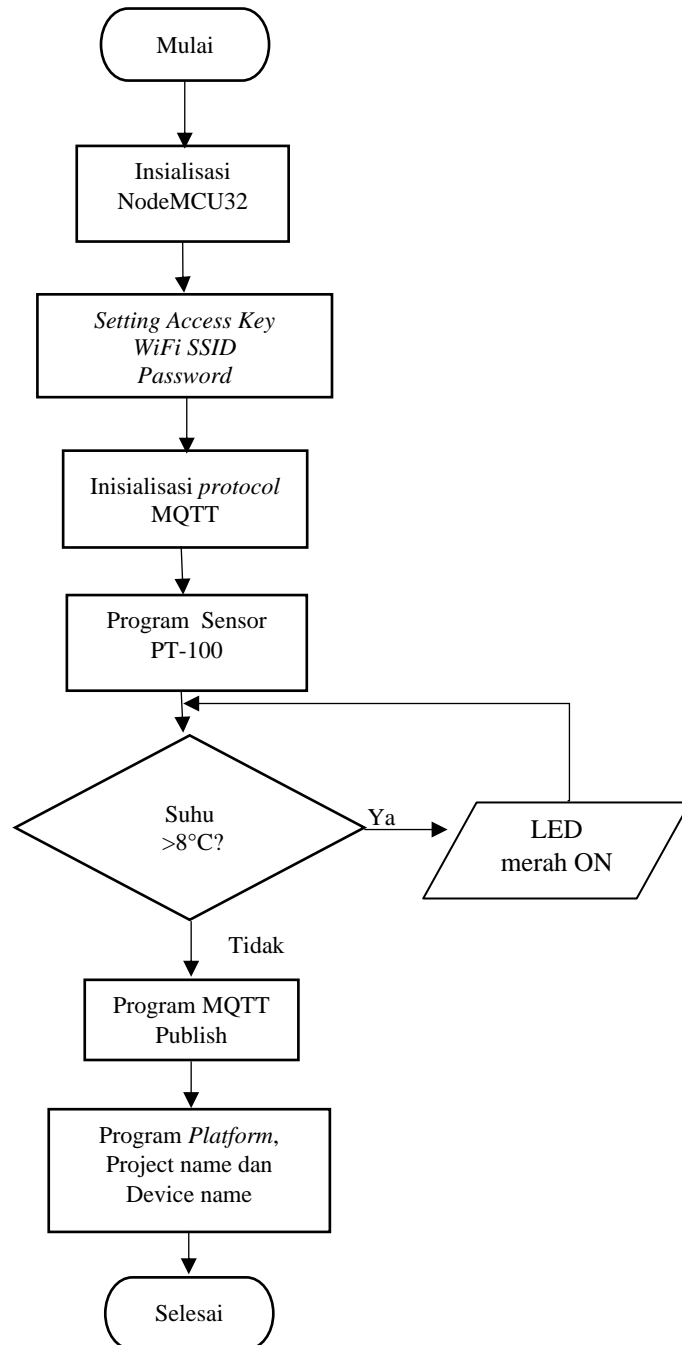 Mulai
Insialisasi
NodeMCU32
Setting Access Key
WiFi SSID
Password
Inisialisasi protocol
MQTT
Program Sensor
PT-100
Suhu
>8°C?
Ya
LED
merah ON
Tidak
Program MQTT
Publish
Program Platform,
Project name dan
Device name
Selesai